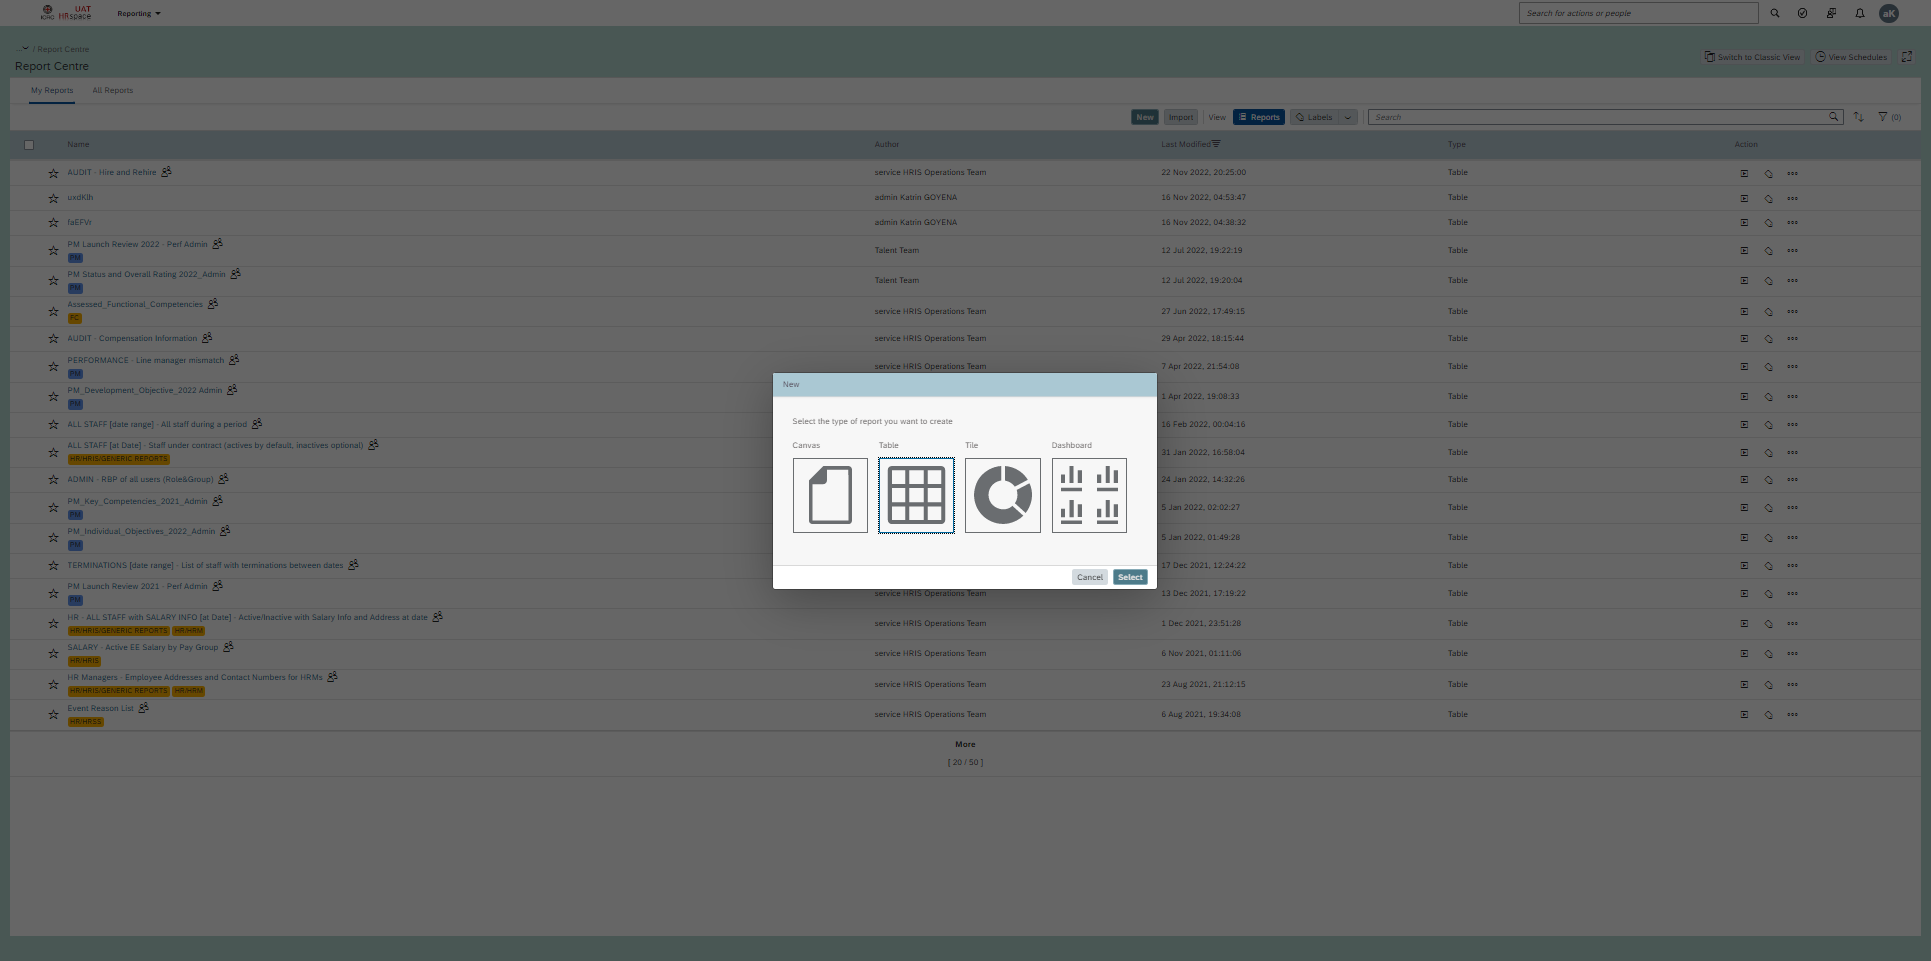 UAT
HRspace
Reporting
Search for actions or people
aK
... / Report Centre
Report Centre
Switch to Classic View
View Schedules
My Reports
All Reports
New
Import
View
Reports
Labels
Search
(0)
Name Author Last Modified Type Action
AUDIT - Hire and Rehire service HRIS Operations Team 22 Nov 2022, 20:25:00 Table
uxdKlh admin Katrin GOYENA 16 Nov 2022, 04:53:47 Table
faEFVr admin Katrin GOYENA 16 Nov 2022, 04:38:32 Table
PM Launch Review 2022 - Perf Admin Talent Team 12 Jul 2022, 19:22:19 Table
PM
PM Status and Overall Rating 2022_Admin Talent Team 12 Jul 2022, 19:20:04 Table
PM
Assessed_Functional_Competencies service HRIS Operations Team 27 Jun 2022, 17:49:15 Table
FC
AUDIT - Compensation Information service HRIS Operations Team 29 Apr 2022, 18:15:44 Table
PERFORMANCE - Line manager mismatch service HRIS Operations Team 7 Apr 2022, 21:54:08 Table
PM
PM_Development_Objective_2022 Admin 1 Apr 2022, 19:08:33 Table
PM
ALL STAFF [date range] - All staff during a period 16 Feb 2022, 00:04:16 Table
ALL STAFF [at Date] - Staff under contract (actives by default, inactives optional) 31 Jan 2022, 16:58:04 Table
HR/HRIS/GENERIC REPORTS
ADMIN - RBP of all users (Role&Group) 24 Jan 2022, 14:32:26 Table
PM_Key_Competencies_2021_Admin 5 Jan 2022, 02:02:27 Table
PM
PM_Individual_Objectives_2022_Admin 5 Jan 2022, 01:49:28 Table
PM
TERMINATIONS [date range] - List of staff with terminations between dates 17 Dec 2021, 12:24:22 Table
PM Launch Review 2021 - Perf Admin service HRIS Operations Team 13 Dec 2021, 17:19:22 Table
PM
HR - ALL STAFF with SALARY INFO [at Date] - Active/Inactive with Salary Info and Address at date service HRIS Operations Team 1 Dec 2021, 23:51:28 Table
HR/HRIS/GENERIC REPORTS HR/HRM
SALARY - Active EE Salary by Pay Group service HRIS Operations Team 6 Nov 2021, 01:11:06 Table
HR/HRIS
HR Managers - Employee Addresses and Contact Numbers for HRMs service HRIS Operations Team 23 Aug 2021, 21:12:15 Table
HR/HRIS/GENERIC REPORTS HR/HRM
Event Reason List service HRIS Operations Team 6 Aug 2021, 19:34:08 Table
HR/HRSS
More
[ 20 / 50 ]
New
Select the type of report you want to create
Canvas Table Tile Dashboard
Cancel Select